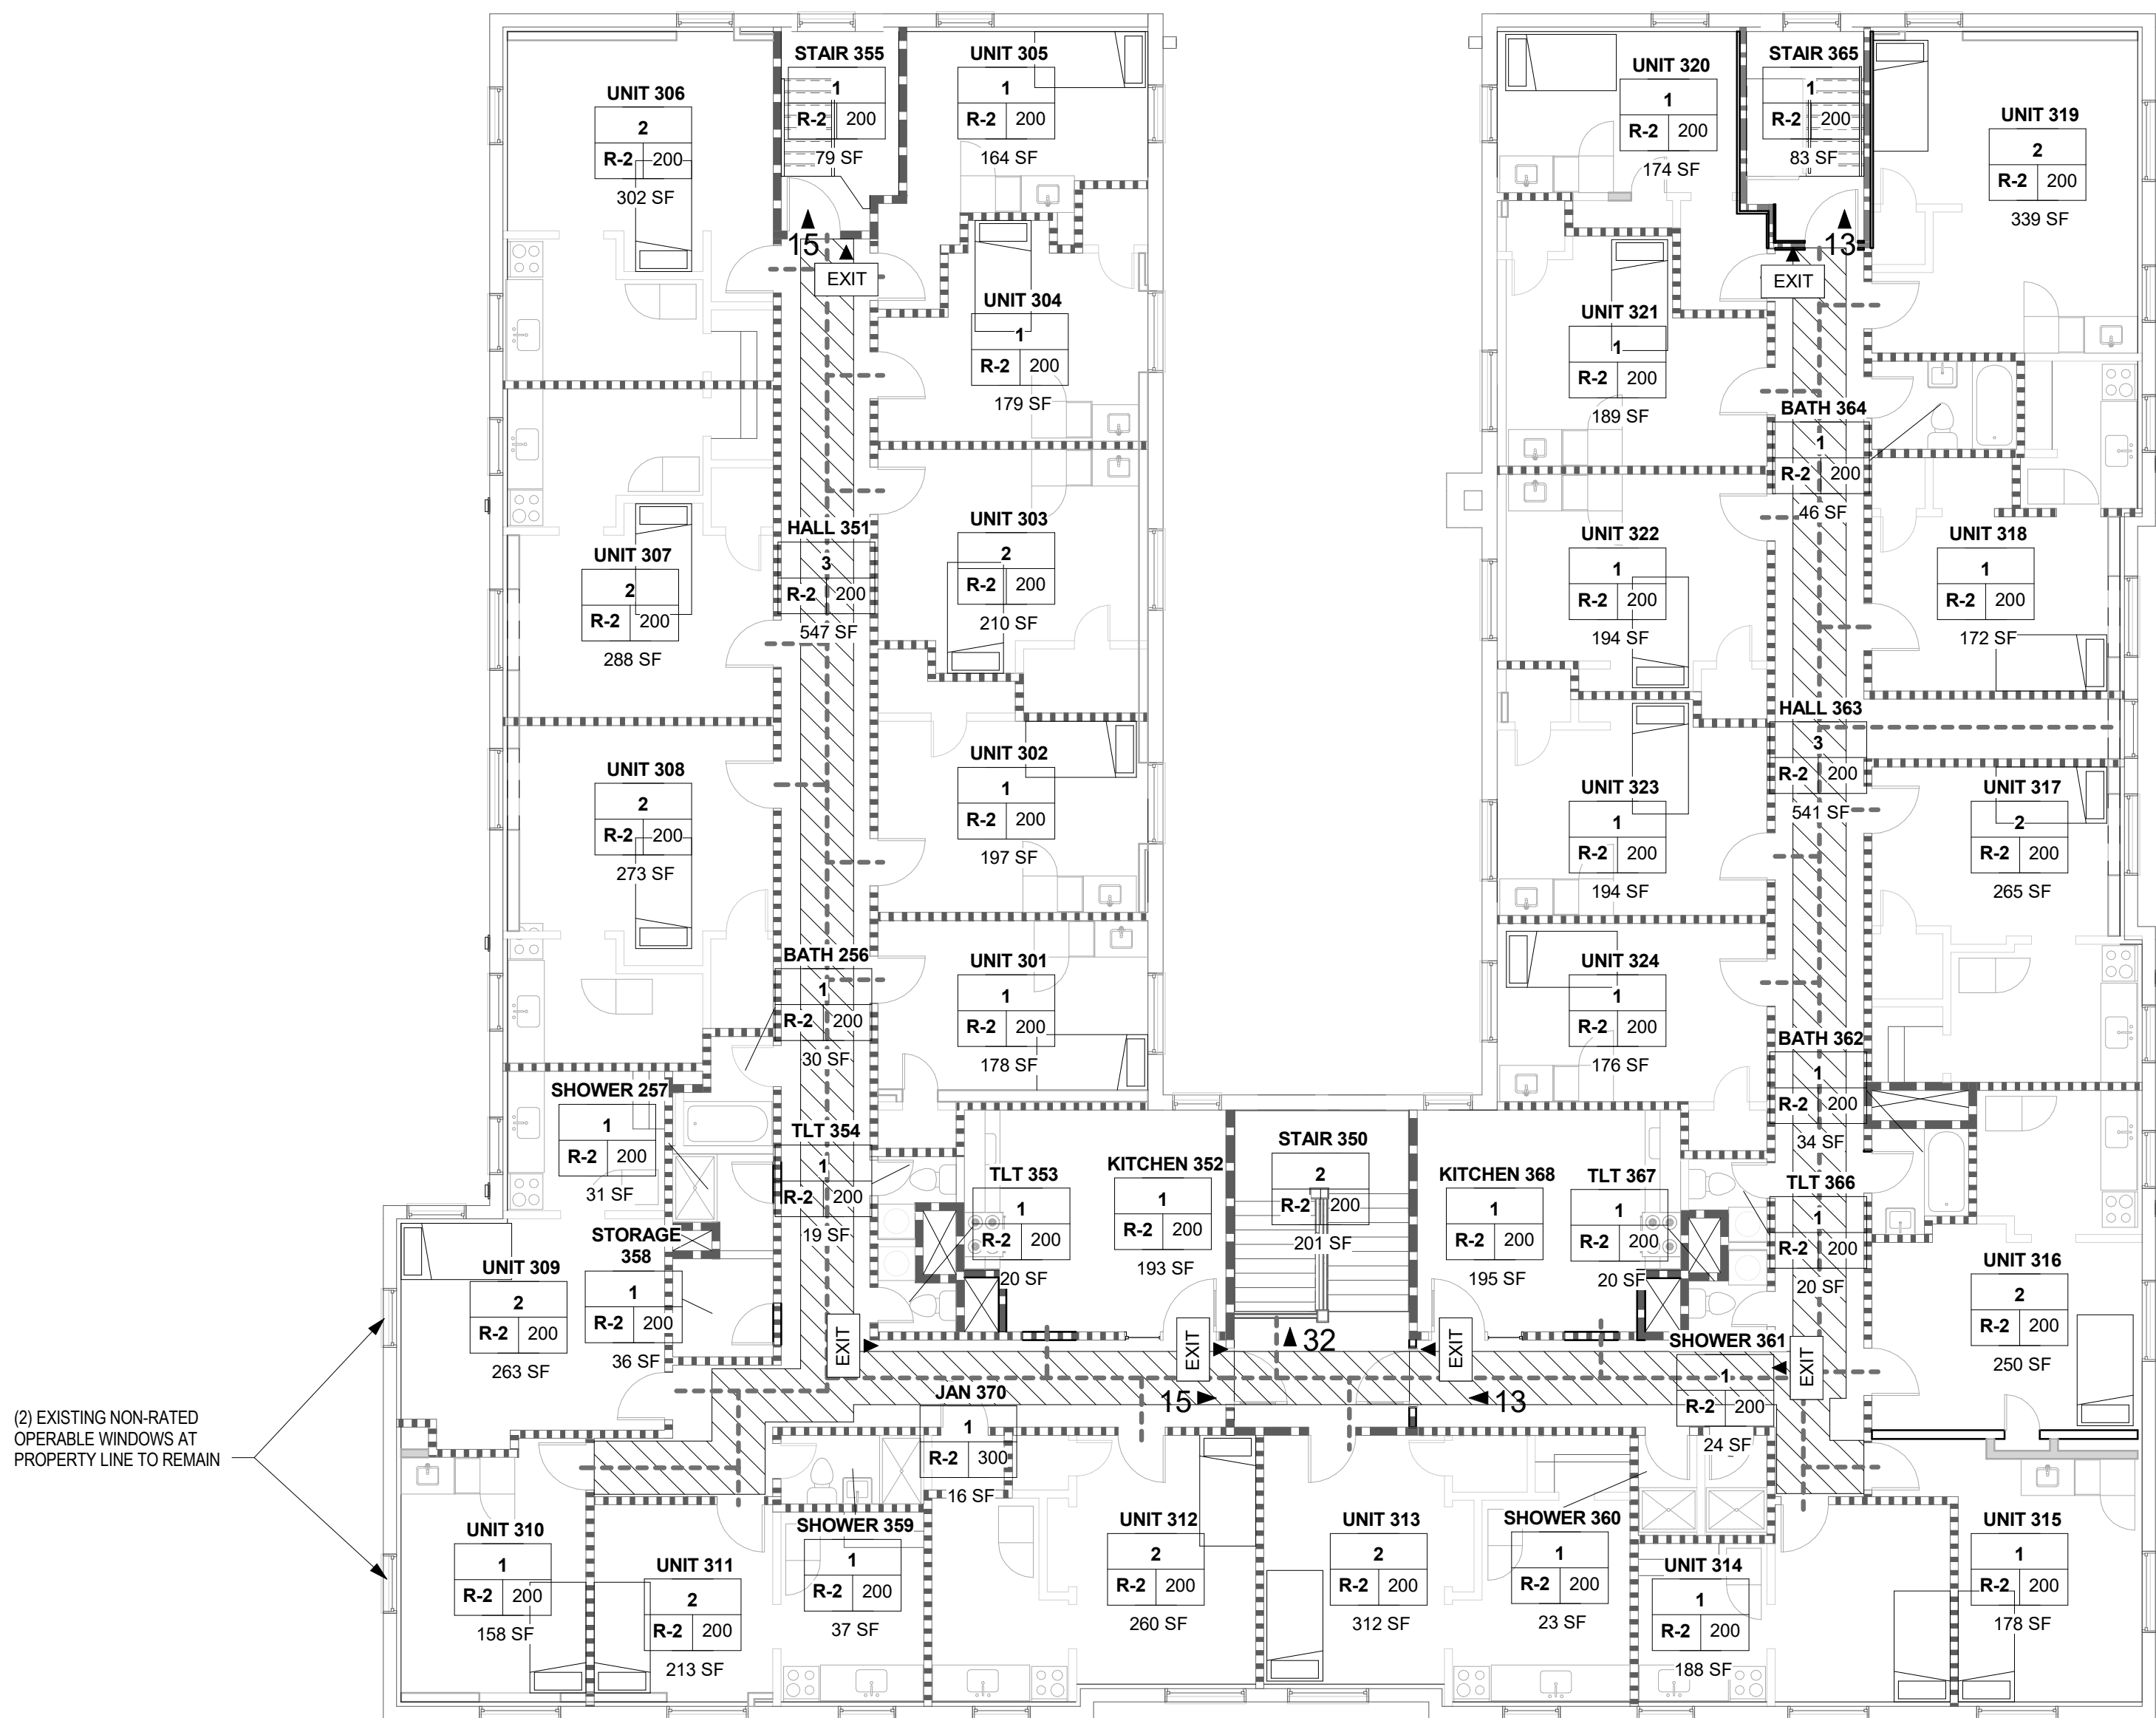 STAIR 355
1
R-2 200
79 SF
UNIT 305
1
R-2 200
164 SF
UNIT 306
2
R-2 200
302 SF
15
EXIT
UNIT 304
1
R-2 200
179 SF
UNIT 303
2
R-2 200
210 SF
HALL 351
3
R-2 200
547 SF
UNIT 307
2
R-2 200
288 SF
UNIT 308
2
R-2 200
273 SF
UNIT 302
1
R-2 200
197 SF
BATH 256
1
R-2 200
30 SF
UNIT 301
1
R-2 200
178 SF
SHOWER 257
1
R-2 200
31 SF
TLT 354
1
R-2 200
19 SF
STORAGE
358
1
R-2 200
36 SF
UNIT 309
2
R-2 200
263 SF
TLT 353
1
R-2 200
20 SF
KITCHEN 352
1
R-2 200
193 SF
STAIR 350
2
R-2 200
201 SF
KITCHEN 368
1
R-2 200
195 SF
TLT 367
1
R-2 200
20 SF
EXIT
EXIT
32
EXIT
EXIT
15
13
JAN 370
1
R-2 300
16 SF
(2) EXISTING NON-RATED
OPERABLE WINDOWS AT
PROPERTY LINE TO REMAIN
UNIT 310
1
R-2 200
158 SF
UNIT 311
2
R-2 200
213 SF
SHOWER 359
1
R-2 200
37 SF
UNIT 312
2
R-2 200
260 SF
UNIT 313
2
R-2 200
312 SF
SHOWER 360
1
R-2 200
23 SF
UNIT 314
1
R-2 200
188 SF
UNIT 315
1
R-2 200
178 SF
UNIT 320
1
R-2 200
174 SF
STAIR 365
1
R-2 200
83 SF
UNIT 319
2
R-2 200
339 SF
13
EXIT
UNIT 321
1
R-2 200
189 SF
BATH 364
1
R-2 200
46 SF
UNIT 322
1
R-2 200
194 SF
UNIT 318
1
R-2 200
172 SF
HALL 363
3
R-2 200
541 SF
UNIT 323
1
R-2 200
194 SF
UNIT 317
2
R-2 200
265 SF
UNIT 324
1
R-2 200
176 SF
BATH 362
1
R-2 200
34 SF
TLT 366
1
R-2 200
20 SF
UNIT 316
2
R-2 200
250 SF
SHOWER 361
1
R-2 200
24 SF